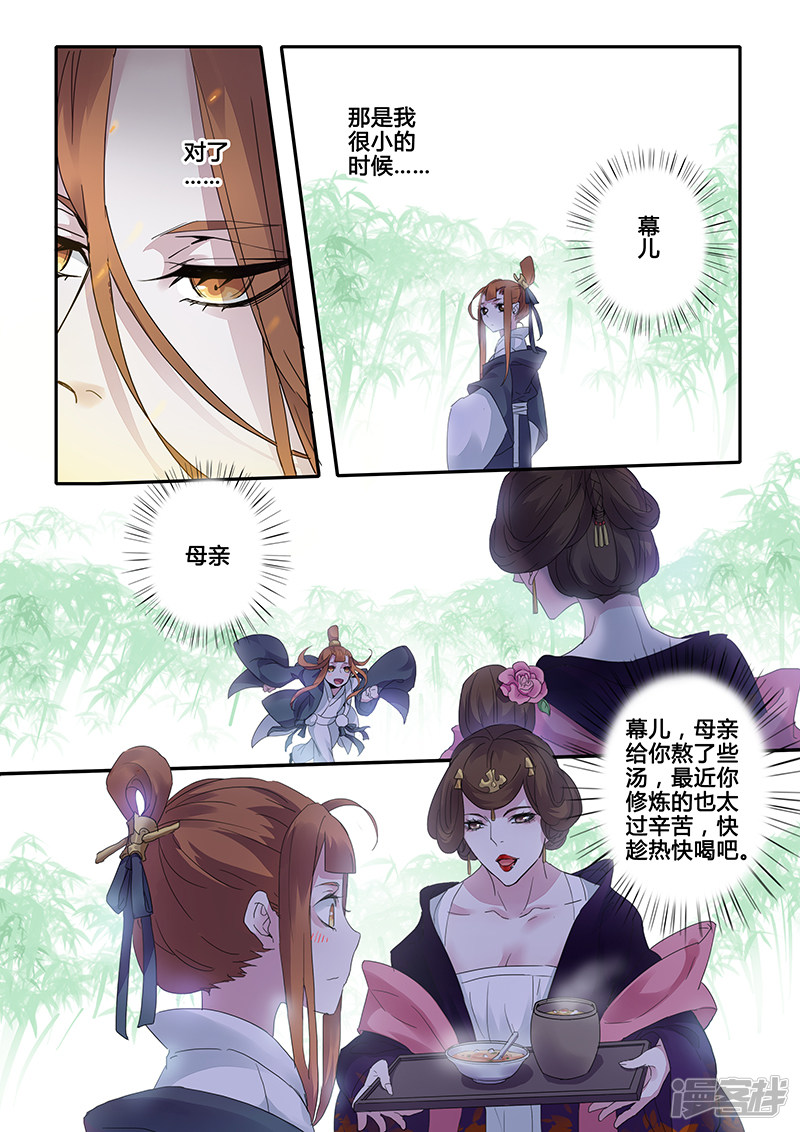 对了
……
那是我
很小的
时候……
幕儿
母亲
幕儿，母亲
给你熬了些
汤，最近你
修炼的也太
过辛苦，快
趁热快喝吧。
漫客栈